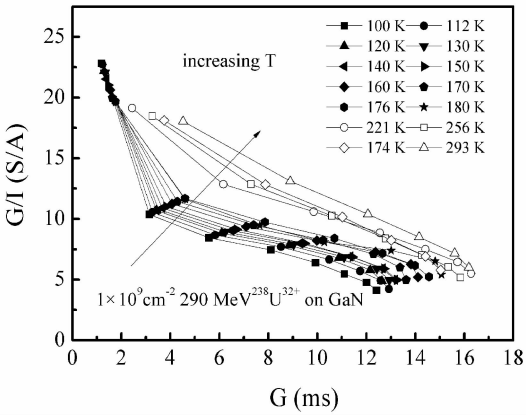 G/I (S/A)
25
20
15
10
5
0
increasing T
100 K 112 K
120 K 130 K
140 K 150 K
160 K 170 K
176 K 180 K
221 K 256 K
174 K 293 K
1×10⁹cm⁻² 290 MeV²³⁸U³²⁺ on GaN
0 2 4 6 8 10 12 14 16 18
G (ms)